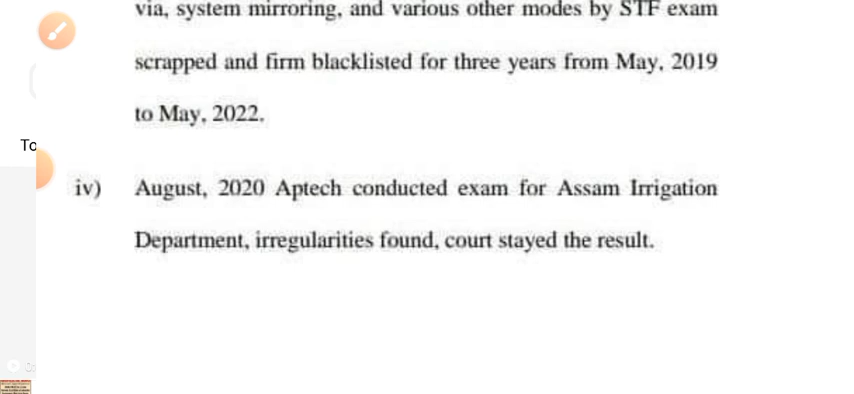 via, system mirroring, and various other modes by STF exam
scrapped and firm blacklisted for three years from May, 2019
to May, 2022.
To
iv) August, 2020 Aptech conducted exam for Assam Irrigation
Department, irregularities found, court stayed the result.